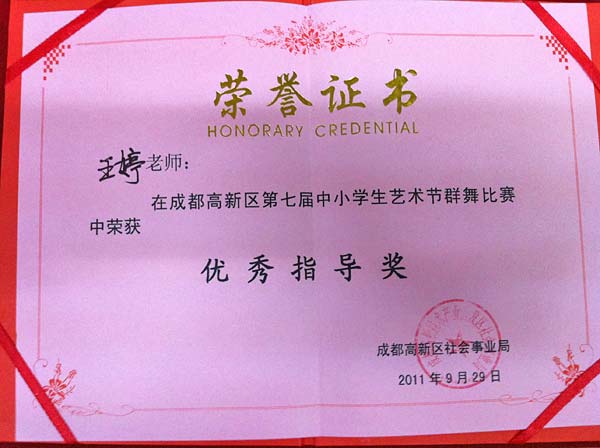 荣誉证书
HONORARY CREDENTIAL
王婷老师：
在成都高新区第七届中小学生艺术节群舞比赛
中荣获
优秀指导奖
成都高新区社会事业局
2011年9月29日